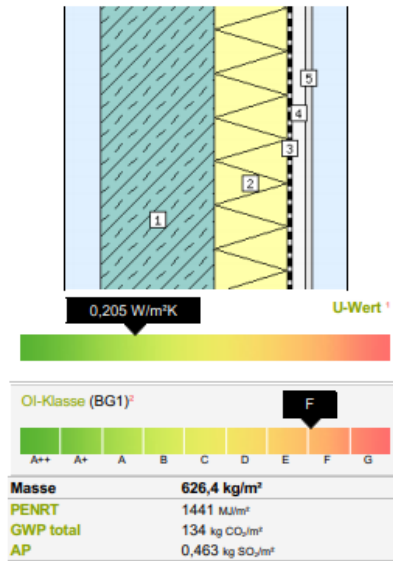 5
4
3
2
1
0,205 W/m²K
U-Wert ¹
OI-Klasse (BG1)²
F
A++ A+ A B C D E F G
Masse 626,4 kg/m²
PENRT 1441 MJ/m²
GWP total 134 kg CO₂/m²
AP 0,463 kg SO₂/m²